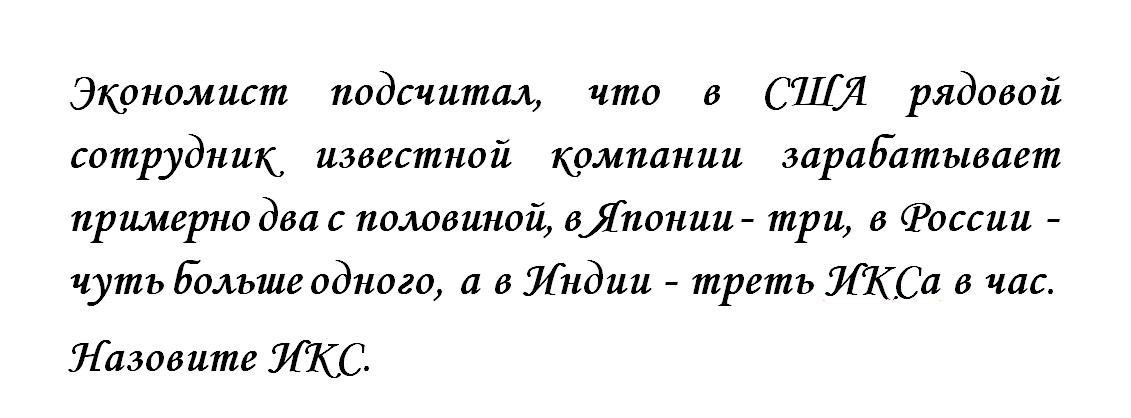 Экономист подсчитал, что в США рядовой
сотрудник известной компании зарабатывает
примерно два с половиной, в Японии - три, в России -
чуть больше одного, а в Индии - треть ИКСа в час.
Назовите ИКС.